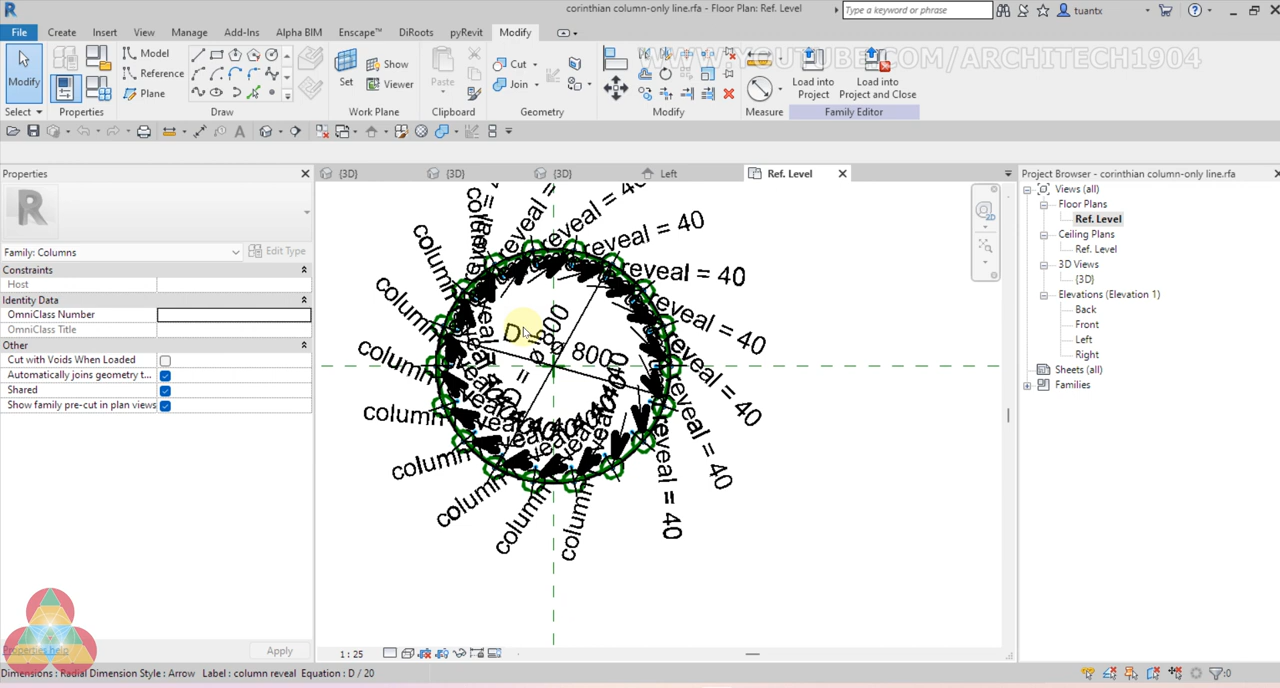 corinthian column-only line.rfa - Floor Plan: Ref. Level
Type a keyword or phrase
tuantx
File Create Insert View Manage Add-Ins Alpha BIM Enscape™ DiRoots pyRevit Modify
WWW.YOUTUBE.COM/ARCHITECH1904
Modify
Model
Reference
Plane
Set
Show
Viewer
Paste
Cut
Join
Load into Project
Load into Project and Close
Select Properties Draw Work Plane Clipboard Geometry Modify Measure Family Editor
Properties
{3D} {3D} {3D} Left Ref. Level
Project Browser - corinthian column-only line.rfa
Family: Columns
Edit Type
Constraints
Host
Identity Data
OmniClass Number
OmniClass Title
Other
Cut with Voids When Loaded
Automatically joins geometry t...
Shared
Show family pre-cut in plan views
Properties help
Apply
Views (all)
Floor Plans
Ref. Level
Ceiling Plans
Ref. Level
3D Views
{3D}
Elevations (Elevation 1)
Back
Front
Left
Right
Sheets (all)
Families
reveal = 40
reveal = 40
reveal = 40
reveal = 40
reveal = 40
reveal = 40
reveal = 40
column
column
column
column
column
column
column
column
D = ø 800
ø 800
1 : 25
Dimensions : Radial Dimension Style : Arrow Label : column reveal Equation : D / 20
:0